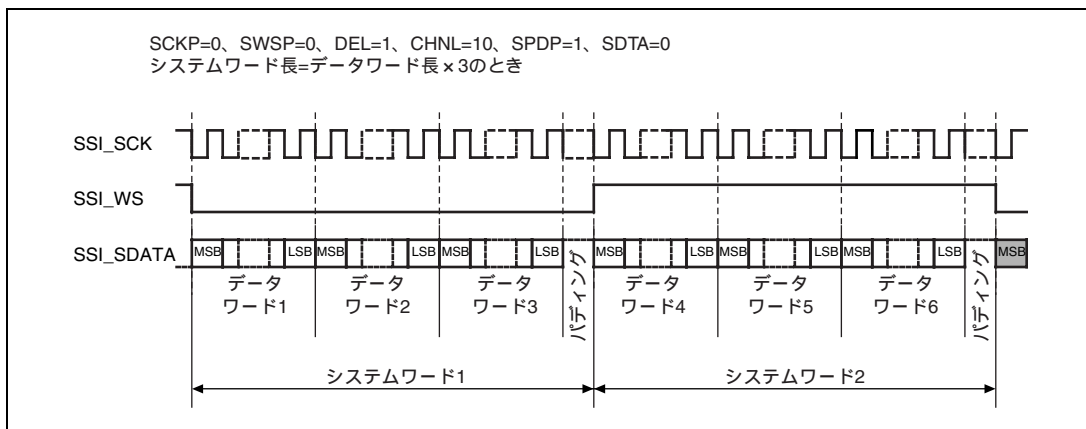 SCKP=0、SWSP=0、DEL=1、CHNL=10、SPDP=1、SDTA=0
システムワード長=データワード長×3のとき
SSI_SCK
SSI_WS
SSI_SDATA
MSB LSB MSB LSB MSB LSB MSB LSB MSB LSB MSB LSB MSB
データ
ワード1
データ
ワード2
データ
ワード3
パディング
データ
ワード4
データ
ワード5
データ
ワード6
パディング
システムワード1
システムワード2